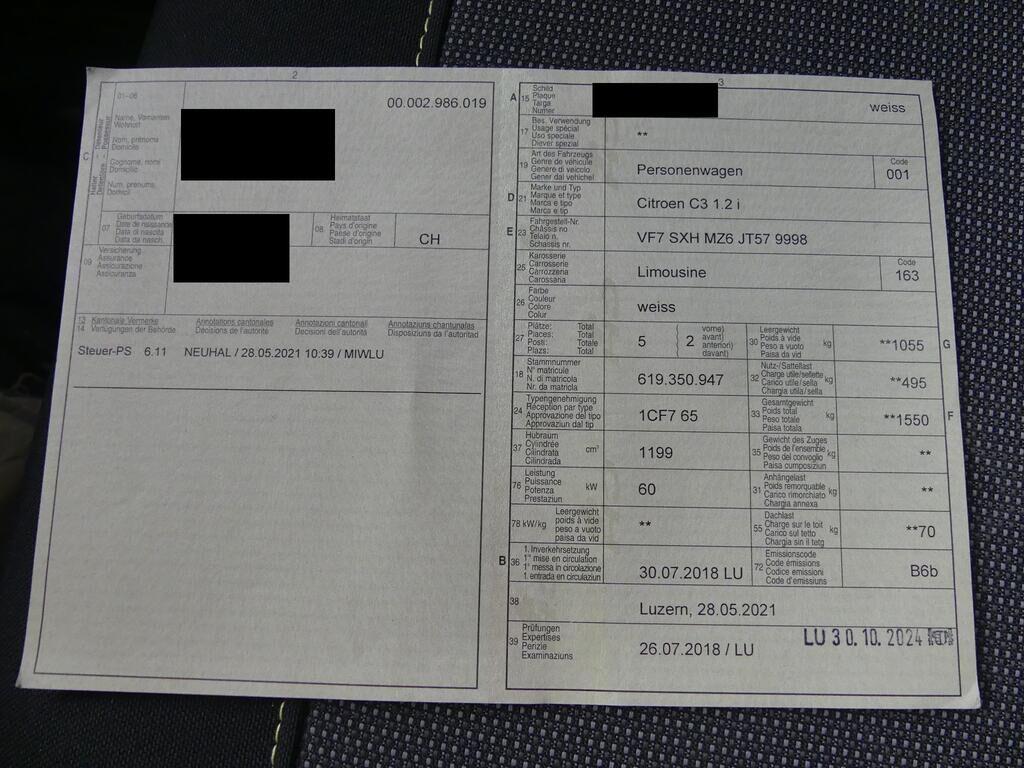 2
01–06
00.002.986.019
Name, Vornamen
Wohnort
Nom, prénoms
Domicile
Cognome, nomi
Domicilio
Num, prenums
Domicil
C
Halter
Détenteur
Detentore
Possessur
07
Geburtsdatum
Date de naissance
Data di nascita
Data da nasch.
08
Heimatstaat
Pays d'origine
Paese d'origine
Stadi d'origin
CH
09
Versicherung
Assurance
Assicurazione
Assicuranza
13
14
Kantonale Vermerke
Verfügungen der Behörde
Annotations cantonales
Décisions de l'autorité
Annotazioni cantonali
Decisioni dell'autorità
Annotaziuns chantunalas
Disposiziuns da l'autoritad
Steuer-PS 6.11 NEUHAL / 28.05.2021 10:39 / MIWLU
3
A 15
Schild
Plaque
Targa
Numer
weiss
17
Bes. Verwendung
Usage spécial
Uso speciale
Diever spezial
**
19
Art des Fahrzeugs
Genre de véhicule
Genere di veicolo
Gener dal vehichel
Personenwagen
Code
001
D 21
Marke und Typ
Marque et type
Marca e tipo
Marca e tip
Citroen C3 1.2 i
E 23
Fahrgestell-Nr.
Châssis no
Telaio n.
Schassis nr.
VF7 SXH MZ6 JT57 9998
25
Karosserie
Carrosserie
Carrozzeria
Carossaria
Limousine
Code
163
26
Farbe
Couleur
Colore
Colur
weiss
27
Plätze: Total
Places: Total
Posti: Totale
Plazs: Total
5
2
vorne)
avant)
anteriori)
davant)
30
Leergewicht
Poids à vide
Peso a vuoto
Paisa da vid
kg
**1055
G
18
Stammnummer
N° matricule
N. di matricola
Nr. da matricla
619.350.947
32
Nutz-/Sattellast
Charge utile/sellette
Carico utile/sella
Chargia utila/sella
kg
**495
24
Typengenehmigung
Réception par type
Approvazione del tipo
Approvaziun dal tip
1CF7 65
33
Gesamtgewicht
Poids total
Peso totale
Paisa totala
kg
**1550
F
37
Hubraum
Cylindrée
Cilindrata
Cilindrada
cm³
1199
35
Gewicht des Zuges
Poids de l'ensemble
Peso del convoglio
Paisa cumposiziun
kg
**
76
Leistung
Puissance
Potenza
Prestaziun
kW
60
31
Anhängelast
Poids remorquable
Carico rimorchiato
Chargia annexa
kg
**
78 kW/kg
Leergewicht
poids à vide
peso a vuoto
paisa da vid
**
55
Dachlast
Charge sur le toit
Carico sul tetto
Chargia sin il tetg
kg
**70
B 36
1. Inverkehrsetzung
1re mise en circulation
1a messa in circolazione
1. entrada en circulaziun
30.07.2018 LU
72
Emissionscode
Code émissions
Codice emissioni
Code d'emissiuns
B6b
38
Luzern, 28.05.2021
39
Prüfungen
Expertises
Perizie
Examinaziuns
26.07.2018 / LU
LU 30.10.2024